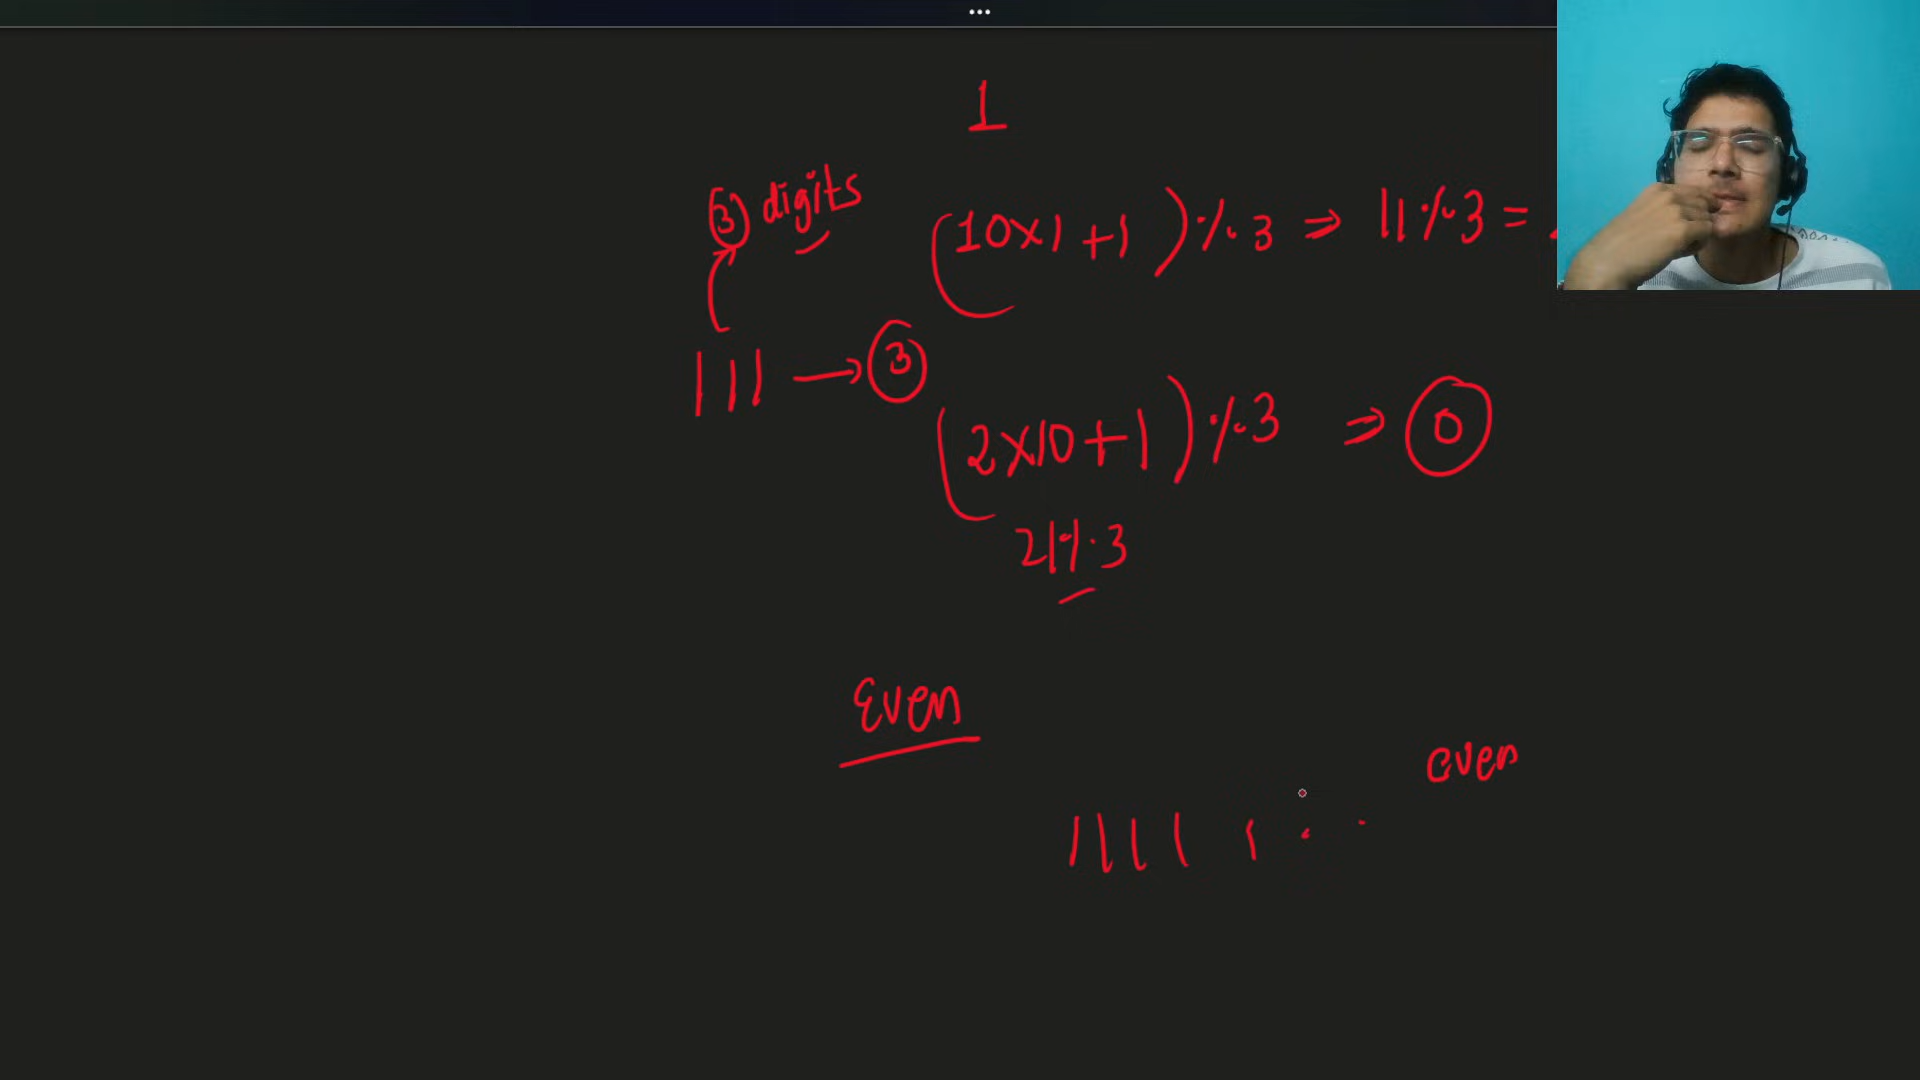 1
3 digits
(10×1+1)%3 ⇒ 11%3 =
111 → 3
(2×10+1)%3 ⇒ 0
21%3
Even
even
1111 1 . .